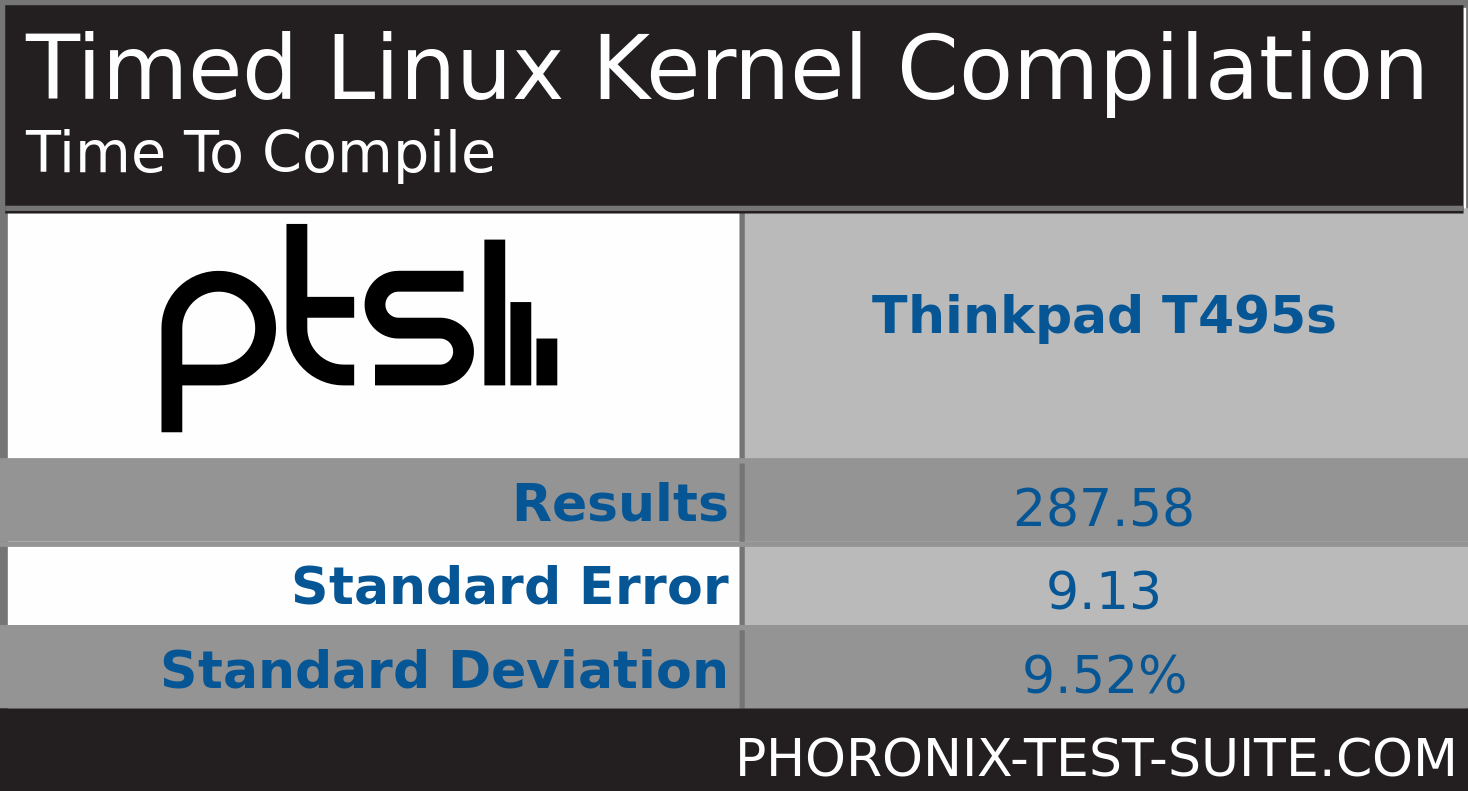 Timed Linux Kernel Compilation
Time To Compile
pts
Thinkpad T495s
Results 287.58
Standard Error 9.13
Standard Deviation 9.52%
PHORONIX-TEST-SUITE.COM